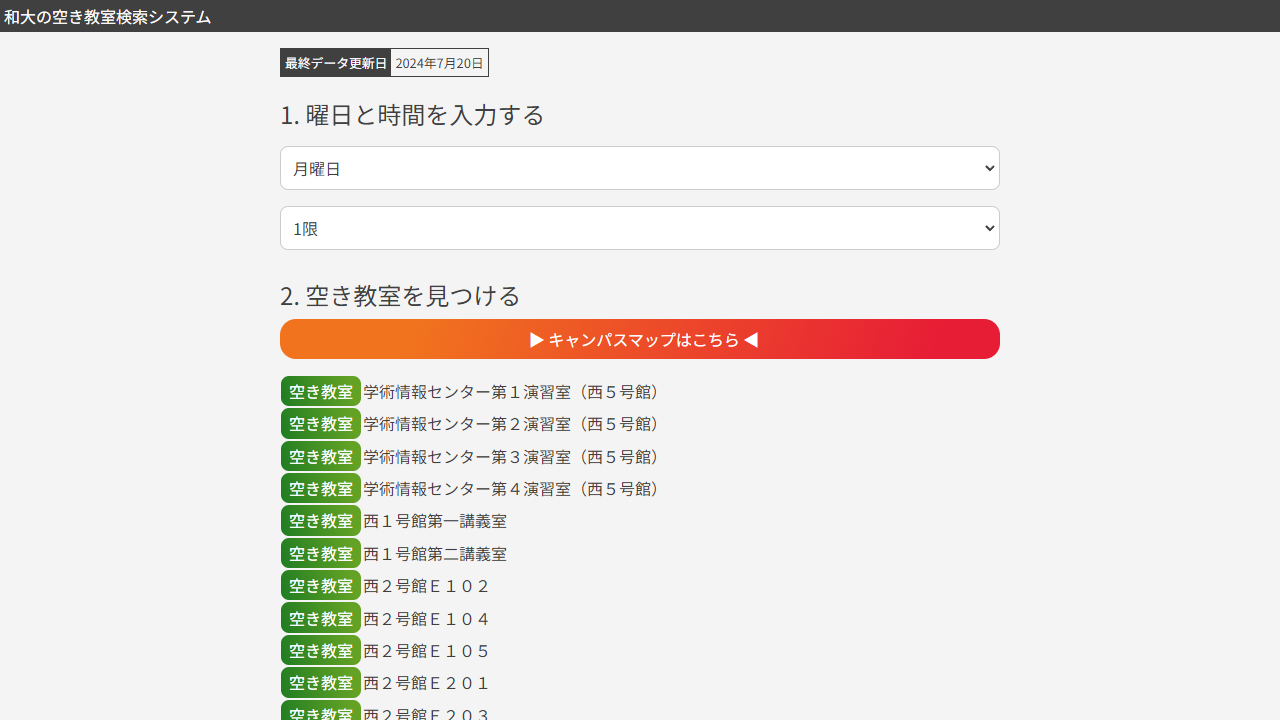 和大の空き教室検索システム
最終データ更新日 2024年7月20日
1. 曜日と時間を入力する
月曜日
1限
2. 空き教室を見つける
▶ キャンパスマップはこちら ◀
空き教室 学術情報センター第１演習室（西５号館）
空き教室 学術情報センター第２演習室（西５号館）
空き教室 学術情報センター第３演習室（西５号館）
空き教室 学術情報センター第４演習室（西５号館）
空き教室 西１号館第一講義室
空き教室 西１号館第二講義室
空き教室 西２号館Ｅ１０２
空き教室 西２号館Ｅ１０４
空き教室 西２号館Ｅ１０５
空き教室 西２号館Ｅ２０１
空き教室 西２号館Ｅ２０３